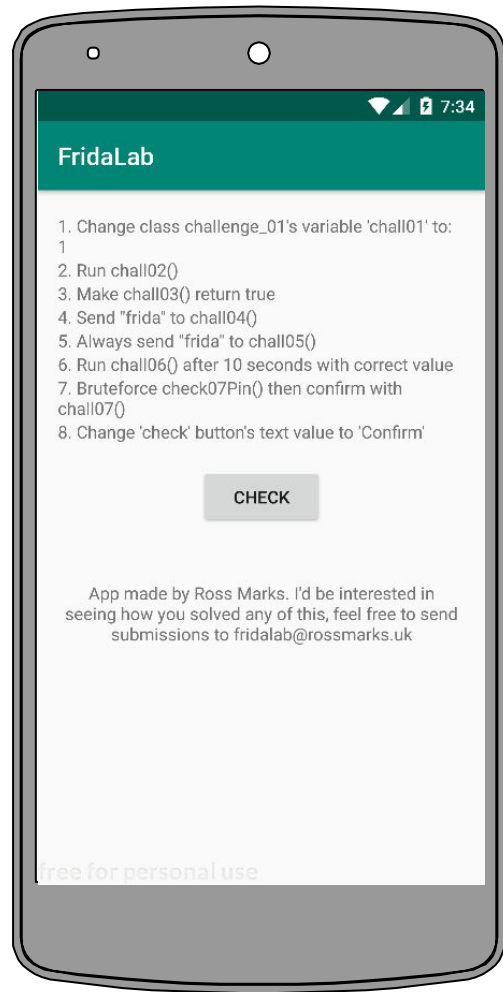 7:34
FridaLab
1. Change class challenge_01's variable 'chall01' to:
1
2. Run chall02()
3. Make chall03() return true
4. Send "frida" to chall04()
5. Always send "frida" to chall05()
6. Run chall06() after 10 seconds with correct value
7. Bruteforce check07Pin() then confirm with
chall07()
8. Change 'check' button's text value to 'Confirm'
CHECK
App made by Ross Marks. I'd be interested in
seeing how you solved any of this, feel free to send
submissions to fridalab@rossmarks.uk
free for personal use